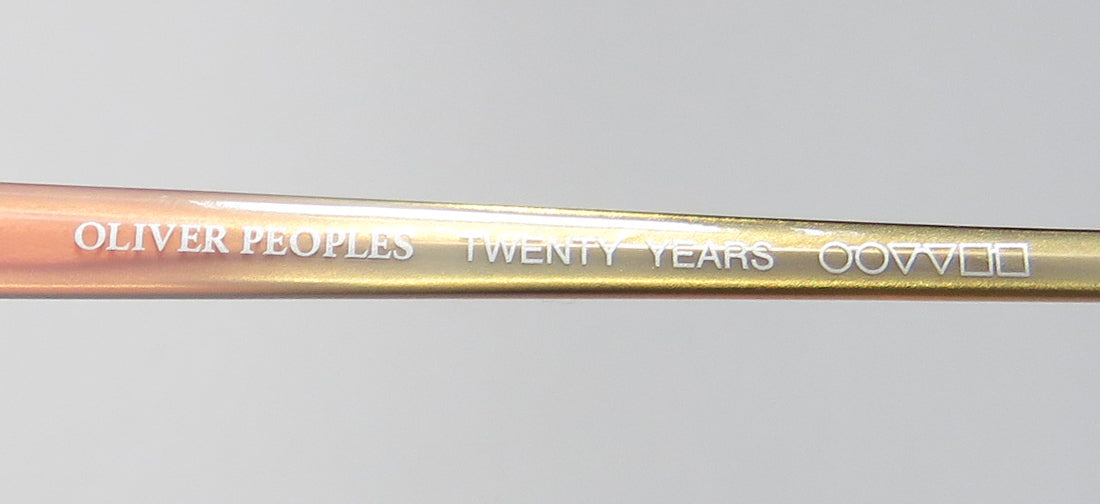 OLIVER PEOPLES TWENTY YEARS ○○▽▽□□